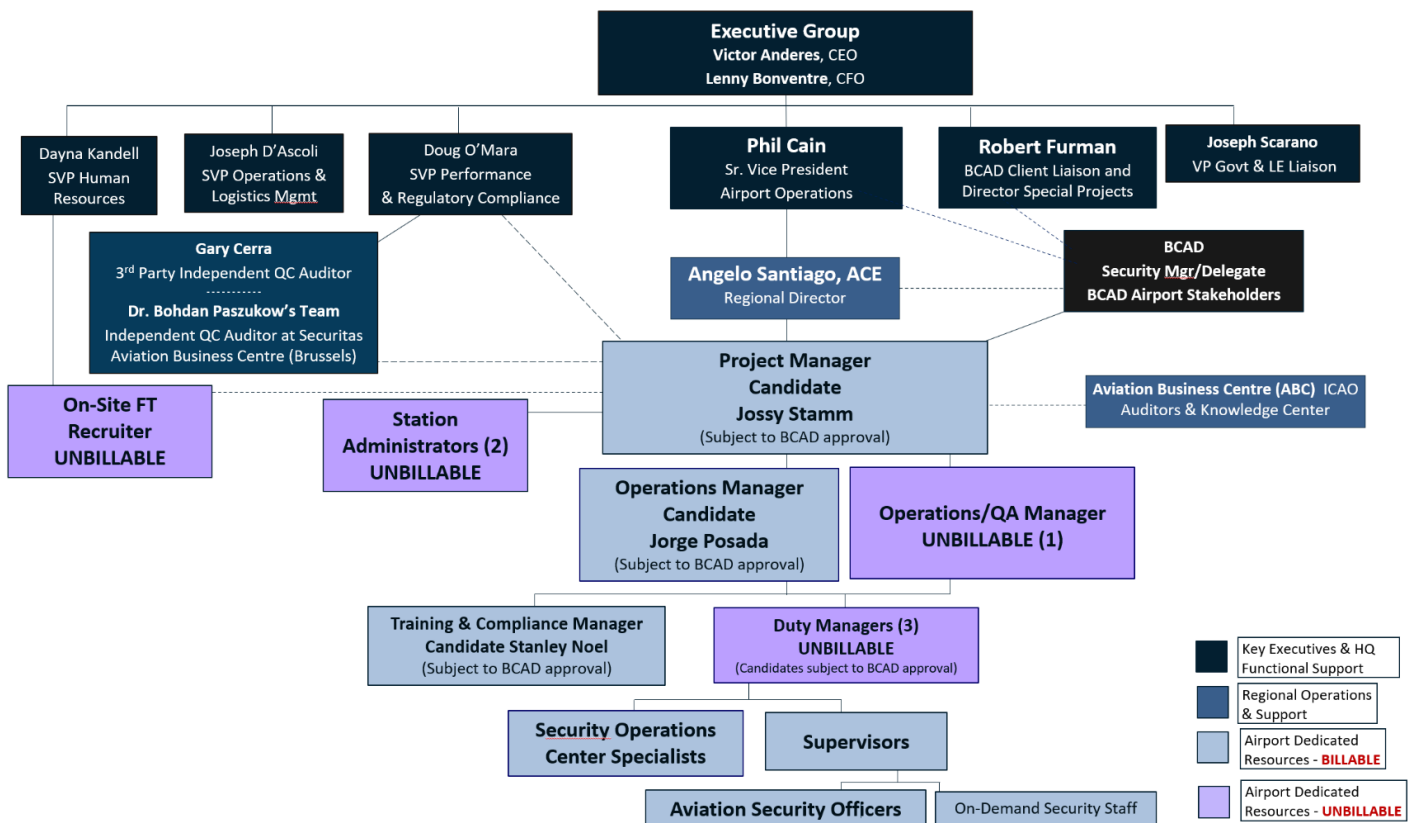 Executive Group
Victor Anderes, CEO
Lenny Bonventre, CFO
Dayna Kandell
SVP Human
Resources
Joseph D’Ascoli
SVP Operations &
Logistics Mgmt
Doug O’Mara
SVP Performance
& Regulatory Compliance
Phil Cain
Sr. Vice President
Airport Operations
Robert Furman
BCAD Client Liaison and
Director Special Projects
Joseph Scarano
VP Govt & LE Liaison
Gary Cerra
3rd Party Independent QC Auditor
-----------
Dr. Bohdan Paszukow’s Team
Independent QC Auditor at Securitas
Aviation Business Centre (Brussels)
Angelo Santiago, ACE
Regional Director
BCAD
Security Mgr/Delegate
BCAD Airport Stakeholders
On-Site FT
Recruiter
UNBILLABLE
Station
Administrators (2)
UNBILLABLE
Project Manager
Candidate
Jossy Stamm
(Subject to BCAD approval)
Aviation Business Centre (ABC) ICAO
Auditors & Knowledge Center
Operations Manager
Candidate
Jorge Posada
(Subject to BCAD approval)
Operations/QA Manager
UNBILLABLE (1)
Training & Compliance Manager
Candidate Stanley Noel
(Subject to BCAD approval)
Duty Managers (3)
UNBILLABLE
(Candidates subject to BCAD approval)
Security Operations
Center Specialists
Supervisors
Aviation Security Officers
On-Demand Security Staff
Key Executives & HQ
Functional Support
Regional Operations
& Support
Airport Dedicated
Resources - BILLABLE
Airport Dedicated
Resources - UNBILLABLE